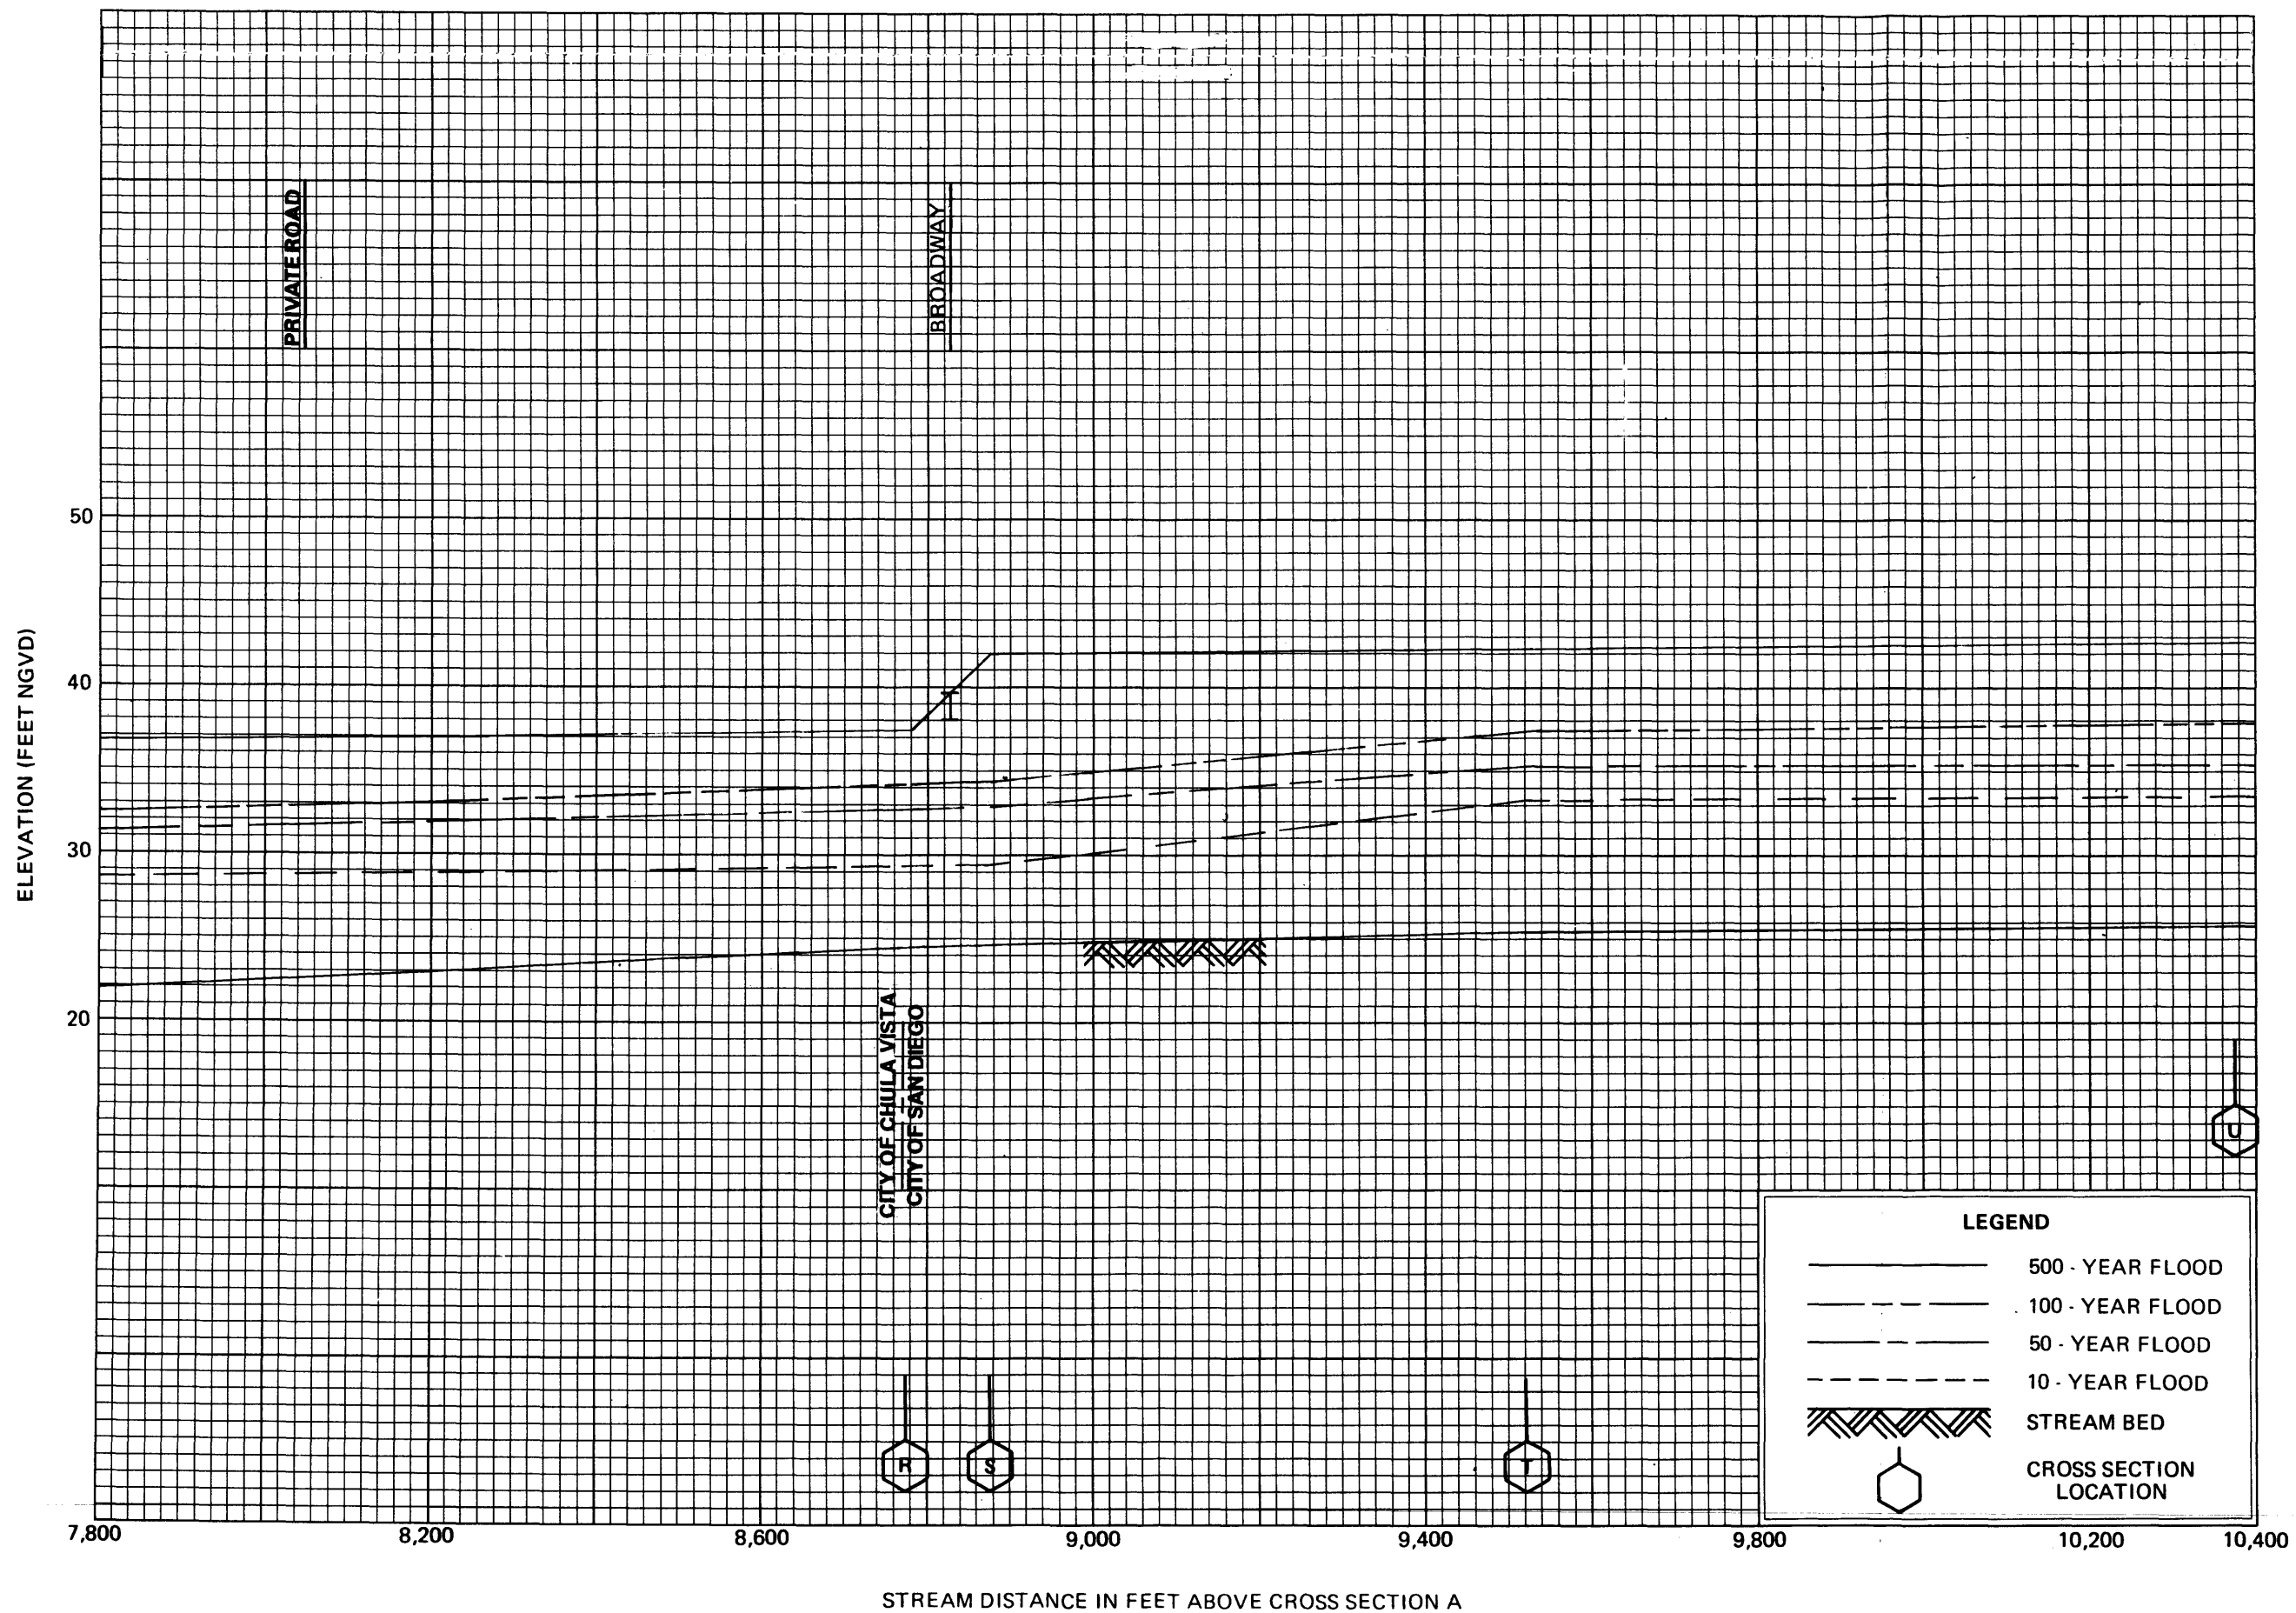 PRIVATE ROAD
BROADWAY
ELEVATION (FEET NGVD)
50
40
30
20
CITY OF CHULA VISTA
CITY OF SAN DIEGO
U
R
S
T
LEGEND
500 - YEAR FLOOD
100 - YEAR FLOOD
50 - YEAR FLOOD
10 - YEAR FLOOD
STREAM BED
CROSS SECTION
LOCATION
7,800 8,200 8,600 9,000 9,400 9,800 10,200 10,400
STREAM DISTANCE IN FEET ABOVE CROSS SECTION A